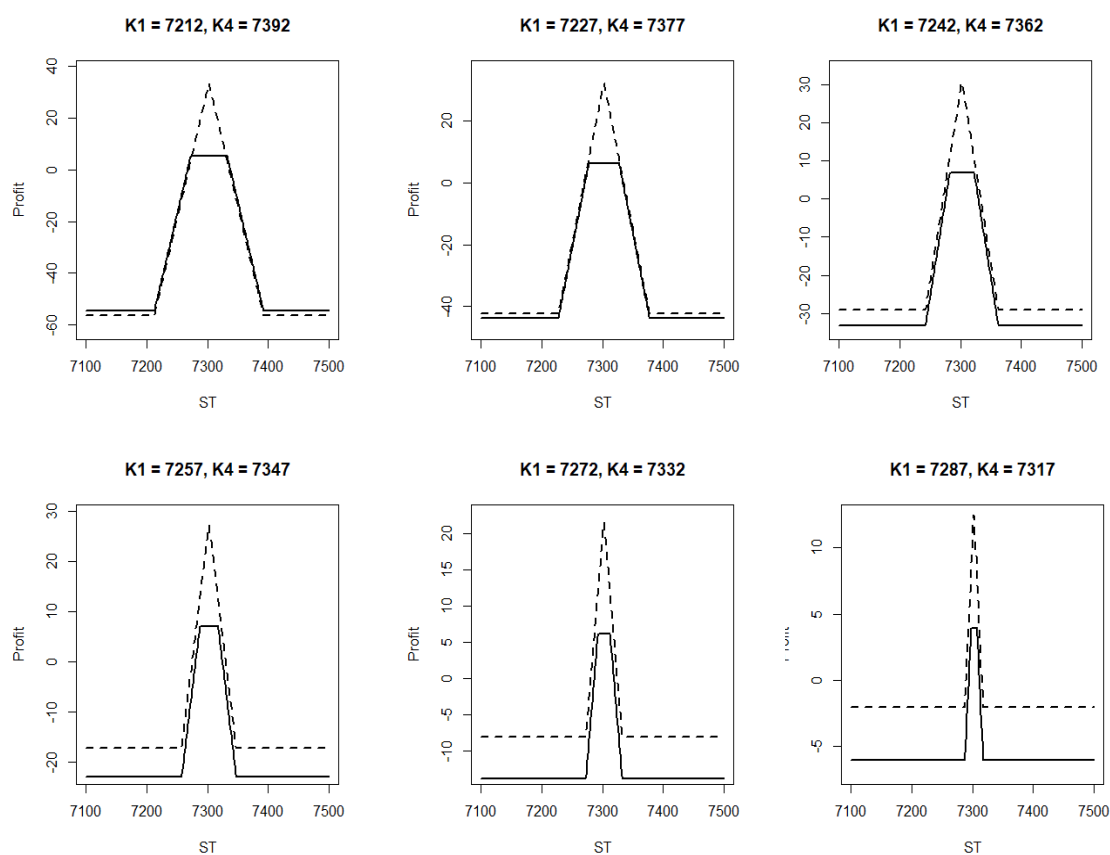 K1 = 7212, K4 = 7392
40
20
0
-20
-40
-60
Profit
7100 7200 7300 7400 7500
ST
K1 = 7227, K4 = 7377
20
0
-40
Profit
7100 7200 7300 7400 7500
ST
K1 = 7242, K4 = 7362
30
20
10
0
-10
-30
Profit
7100 7200 7300 7400 7500
ST
K1 = 7257, K4 = 7347
30
20
10
0
-10
-20
Profit
7100 7200 7300 7400 7500
ST
K1 = 7272, K4 = 7332
20
15
10
5
0
-5
-10
Profit
7100 7200 7300 7400 7500
ST
K1 = 7287, K4 = 7317
10
5
0
-5
Profit
7100 7200 7300 7400 7500
ST